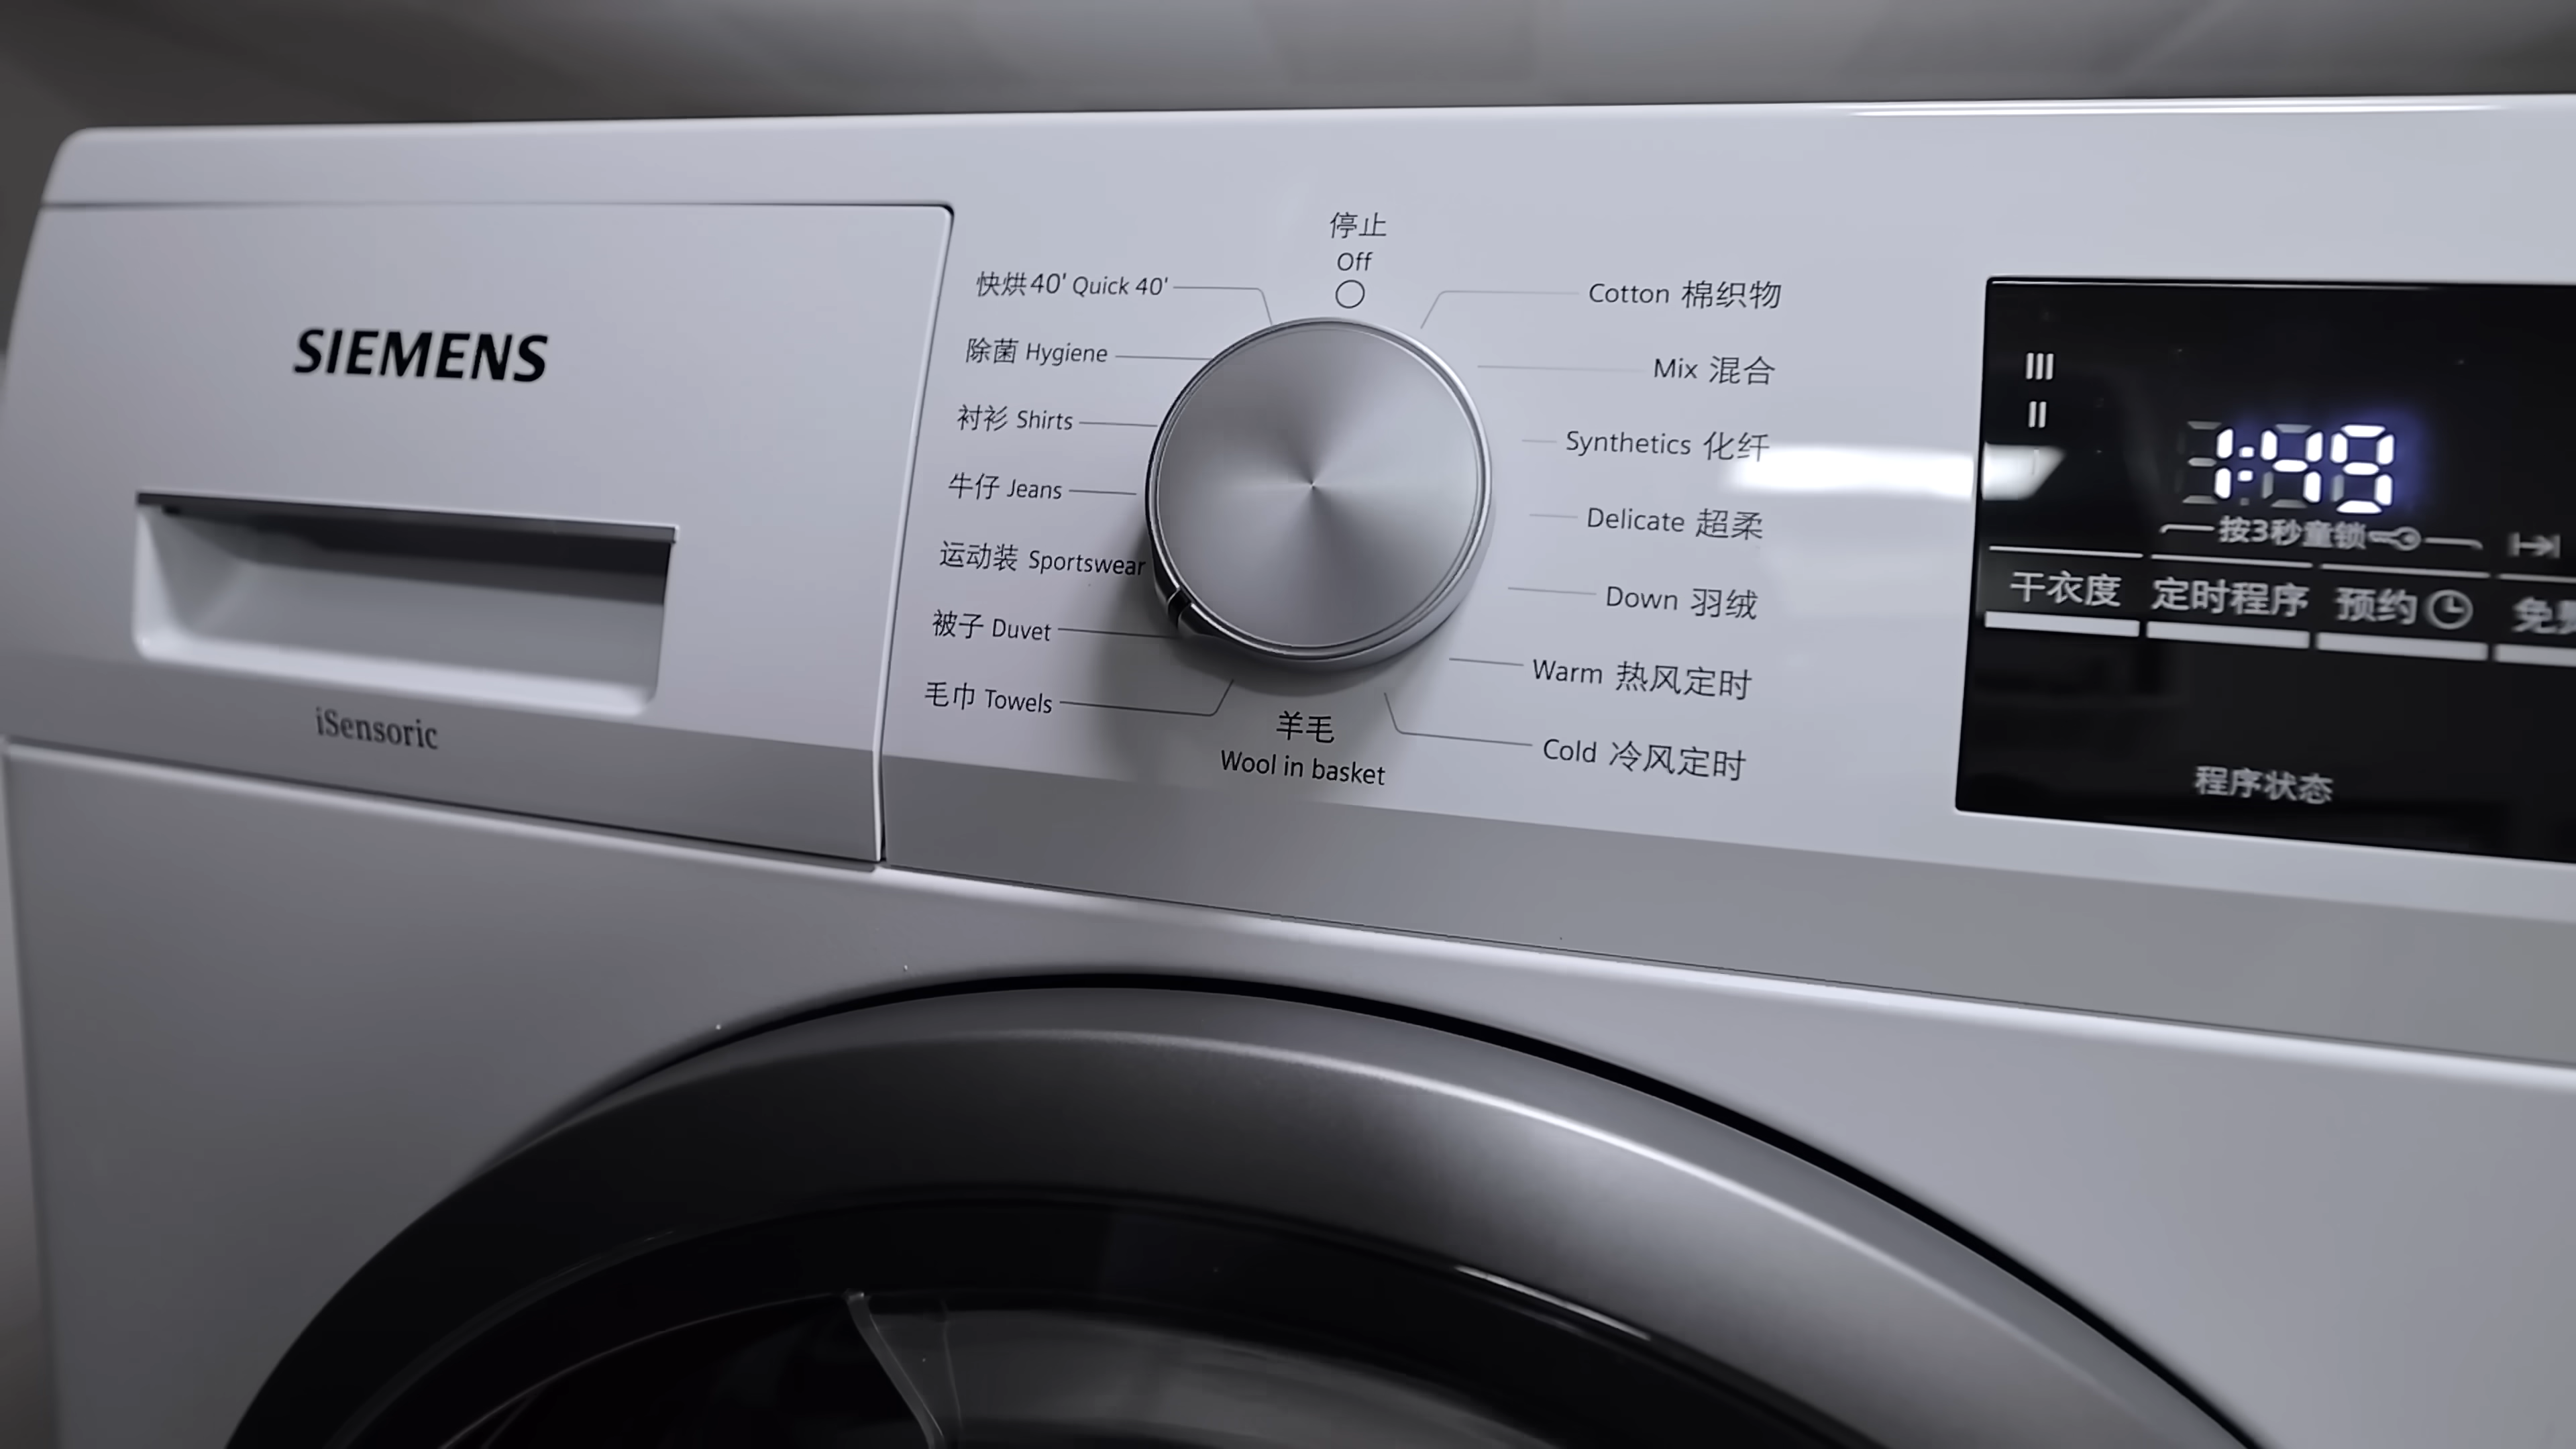 SIEMENS
iSensoric
停止
Off
快烘40' Quick 40'
除菌 Hygiene
衬衫 Shirts
牛仔 Jeans
运动装 Sportswear
被子 Duvet
毛巾 Towels
羊毛
Wool in basket
Cotton 棉织物
Mix 混合
Synthetics 化纤
Delicate 超柔
Down 羽绒
Warm 热风定时
Cold 冷风定时
1:49
按3秒童锁
干衣度 定时程序 预约 免
程序状态